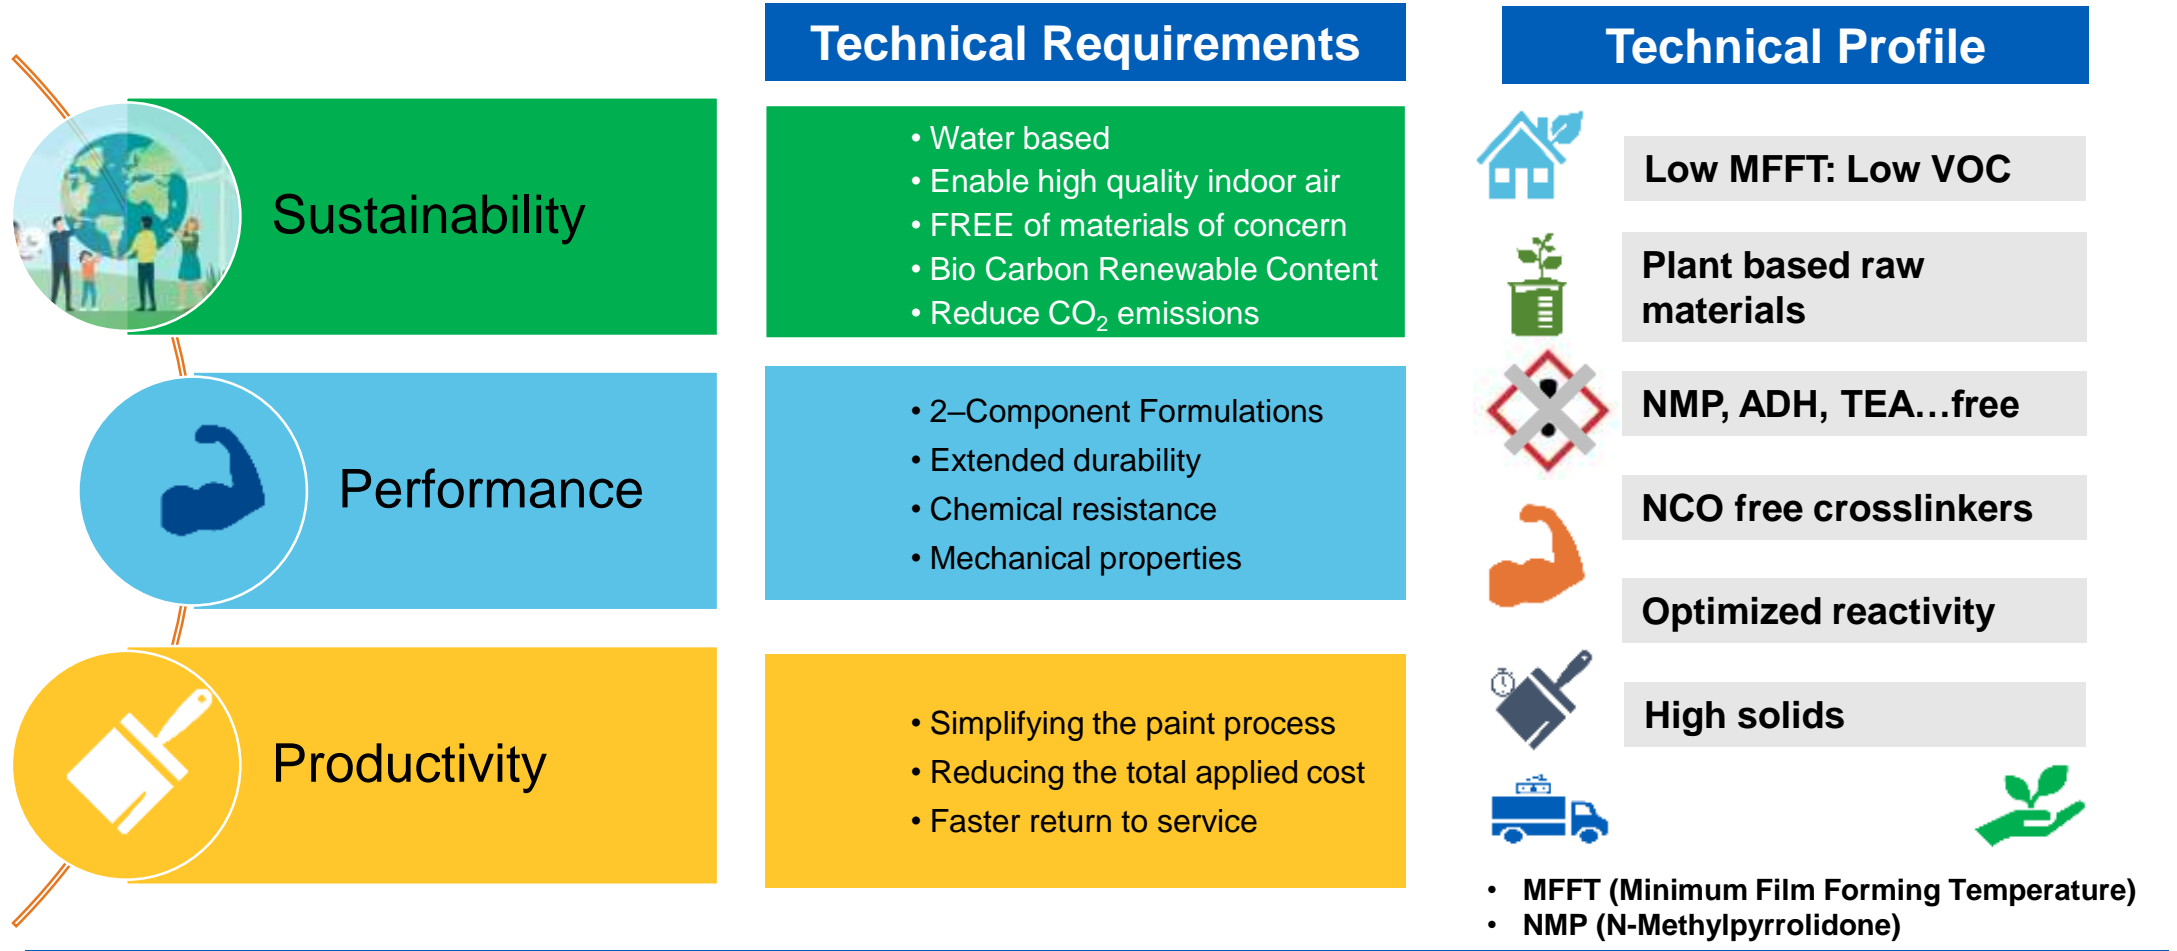 Technical Requirements
Technical Profile
Sustainability
• Water based
• Enable high quality indoor air
• FREE of materials of concern
• Bio Carbon Renewable Content
• Reduce CO₂ emissions
Performance
• 2–Component Formulations
• Extended durability
• Chemical resistance
• Mechanical properties
Productivity
• Simplifying the paint process
• Reducing the total applied cost
• Faster return to service
Low MFFT: Low VOC
Plant based raw
materials
NMP, ADH, TEA...free
NCO free crosslinkers
Optimized reactivity
High solids
• MFFT (Minimum Film Forming Temperature)
• NMP (N-Methylpyrrolidone)